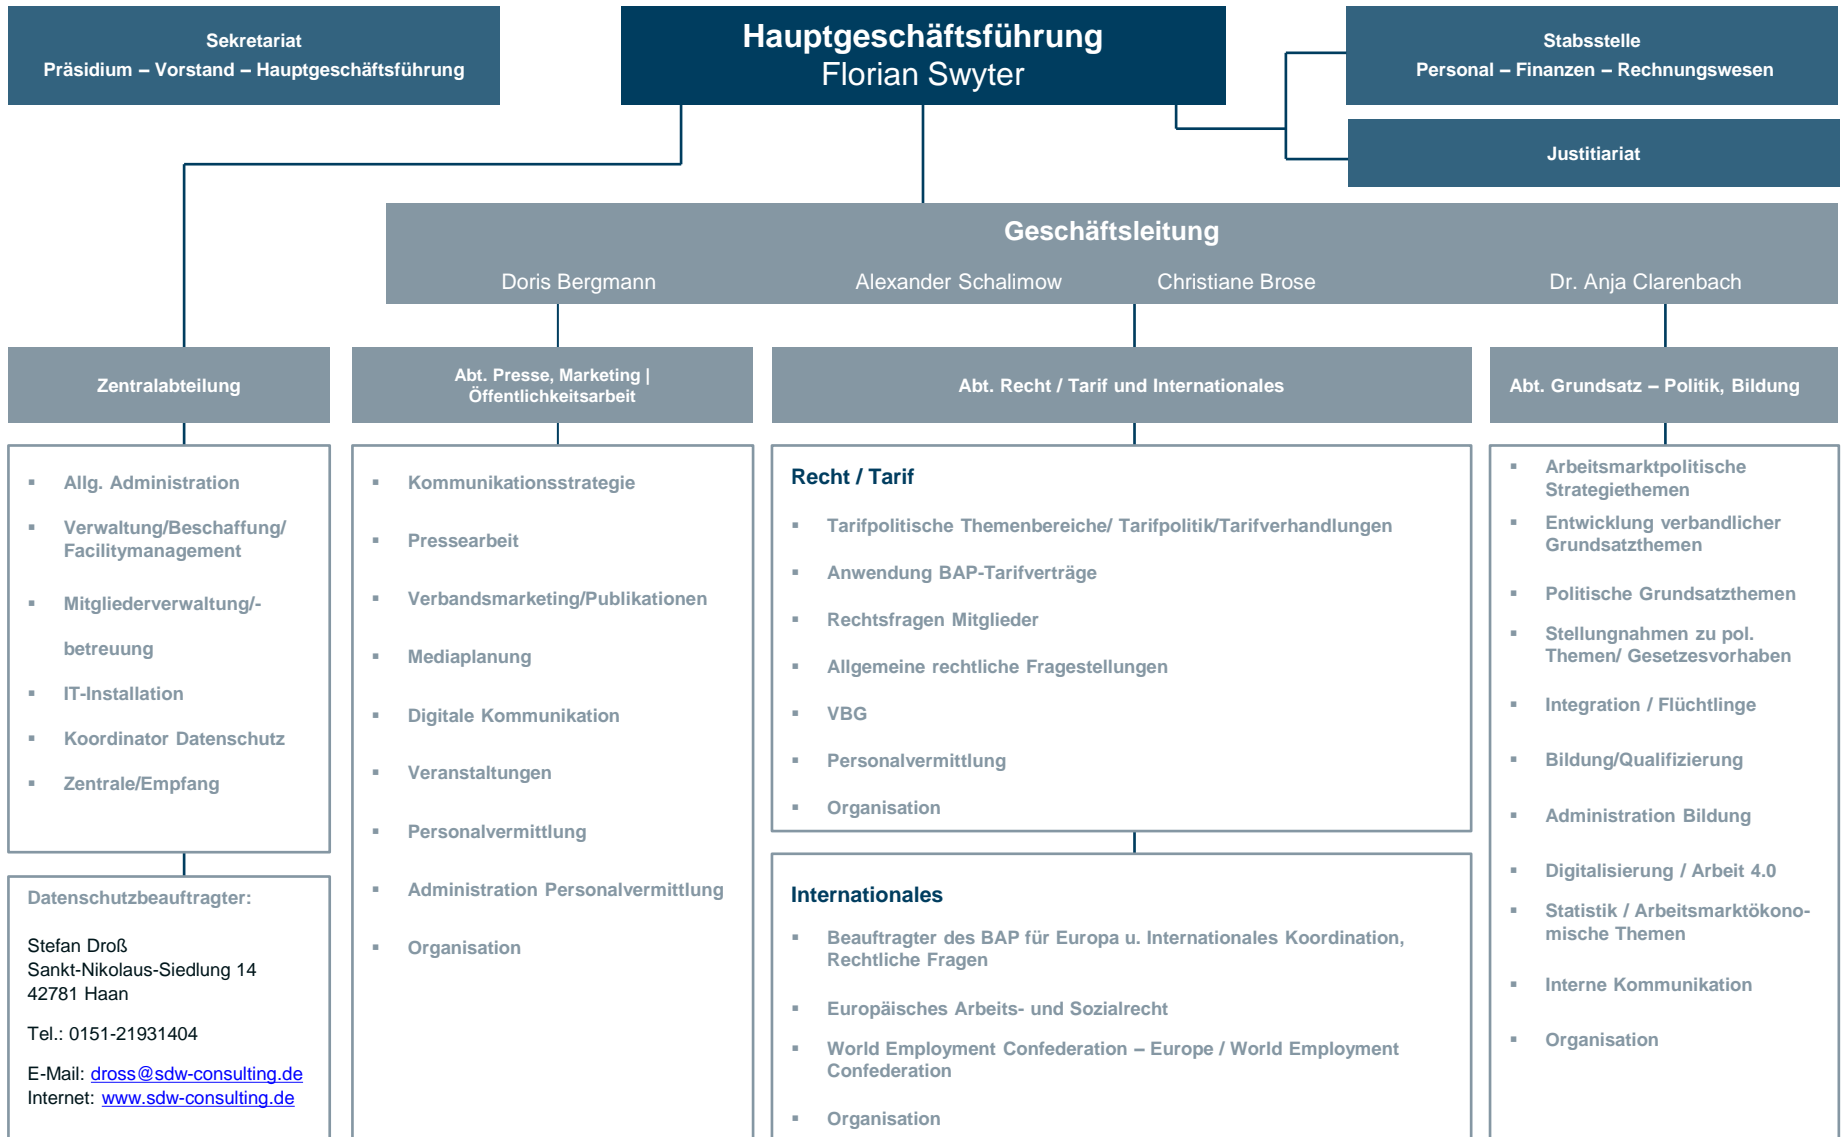 Sekretariat
Präsidium – Vorstand – Hauptgeschäftsführung
Hauptgeschäftsführung
Florian Swyter
Stabsstelle
Personal – Finanzen – Rechnungswesen
Justitiariat
Geschäftsleitung
Doris Bergmann
Alexander Schalimow
Christiane Brose
Dr. Anja Clarenbach
Zentralabteilung
▪ Allg. Administration
▪ Verwaltung/Beschaffung/
Facilitymanagement
▪ Mitgliederverwaltung/-
betreuung
▪ IT-Installation
▪ Koordinator Datenschutz
▪ Zentrale/Empfang
Datenschutzbeauftragter:
Stefan Droß
Sankt-Nikolaus-Siedlung 14
42781 Haan
Tel.: 0151-21931404
E-Mail: dross@sdw-consulting.de
Internet: www.sdw-consulting.de
Abt. Presse, Marketing |
Öffentlichkeitsarbeit
▪ Kommunikationsstrategie
▪ Pressearbeit
▪ Verbandsmarketing/Publikationen
▪ Mediaplanung
▪ Digitale Kommunikation
▪ Veranstaltungen
▪ Personalvermittlung
▪ Administration Personalvermittlung
▪ Organisation
Abt. Recht / Tarif und Internationales
Recht / Tarif
▪ Tarifpolitische Themenbereiche/ Tarifpolitik/Tarifverhandlungen
▪ Anwendung BAP-Tarifverträge
▪ Rechtsfragen Mitglieder
▪ Allgemeine rechtliche Fragestellungen
▪ VBG
▪ Personalvermittlung
▪ Organisation
Internationales
▪ Beauftragter des BAP für Europa u. Internationales Koordination,
Rechtliche Fragen
▪ Europäisches Arbeits- und Sozialrecht
▪ World Employment Confederation – Europe / World Employment
Confederation
▪ Organisation
Abt. Grundsatz – Politik, Bildung
▪ Arbeitsmarktpolitische
Strategiethemen
▪ Entwicklung verbandlicher
Grundsatzthemen
▪ Politische Grundsatzthemen
▪ Stellungnahmen zu pol.
Themen/ Gesetzesvorhaben
▪ Integration / Flüchtlinge
▪ Bildung/Qualifizierung
▪ Administration Bildung
▪ Digitalisierung / Arbeit 4.0
▪ Statistik / Arbeitsmarktökono-
mische Themen
▪ Interne Kommunikation
▪ Organisation